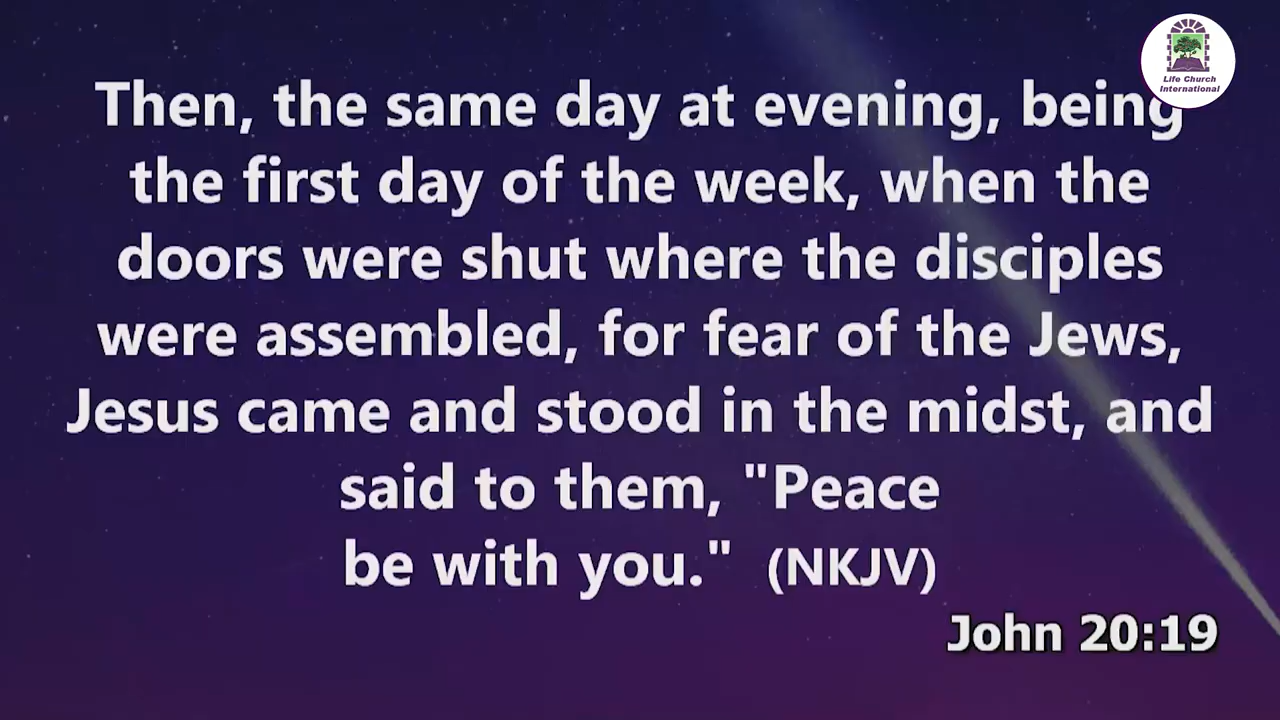 Life Church
International
Then, the same day at evening, being
the first day of the week, when the
doors were shut where the disciples
were assembled, for fear of the Jews,
Jesus came and stood in the midst, and
said to them, "Peace
be with you." (NKJV)
John 20:19